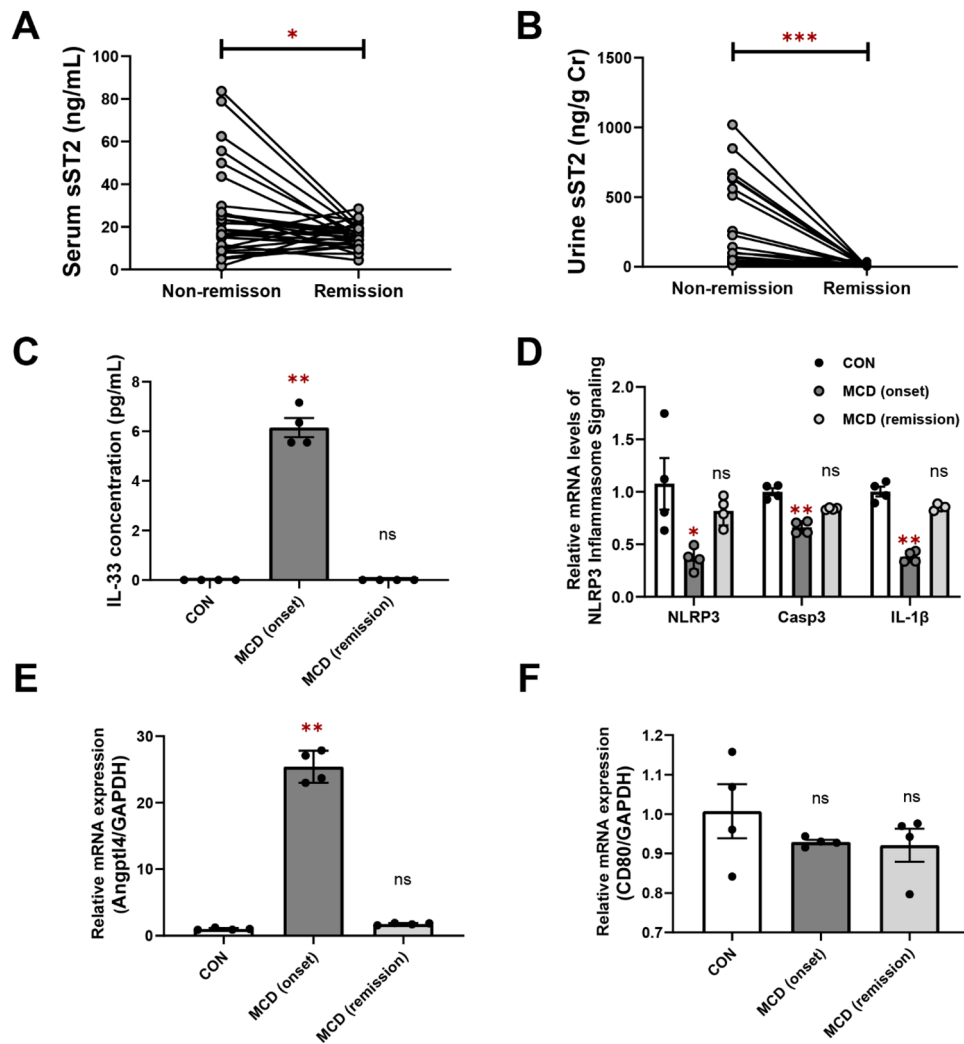 A
*
Serum sST2 (ng/mL)
100
80
60
40
20
0
Non-remisson
Remission
B
***
Urine sST2 (ng/g Cr)
1500
1000
500
0
Non-remission
Remission
C
IL-33 concentration (pg/mL)
8
6
4
2
0
**
ns
CON
MCD (onset)
MCD (remission)
D
CON
MCD (onset)
MCD (remission)
Relative mRNA levels of
NLRP3 Inflammasome Signaling
2.0
1.5
1.0
0.5
0.0
*
ns
**
ns
**
ns
NLRP3
Casp3
IL-1β
E
Relative mRNA expression
(Angptl4/GAPDH)
30
20
10
0
**
ns
CON
MCD (onset)
MCD (remission)
F
Relative mRNA expression
(CD80/GAPDH)
1.2
1.1
1.0
0.9
0.8
0.7
ns
ns
CON
MCD (onset)
MCD (remission)